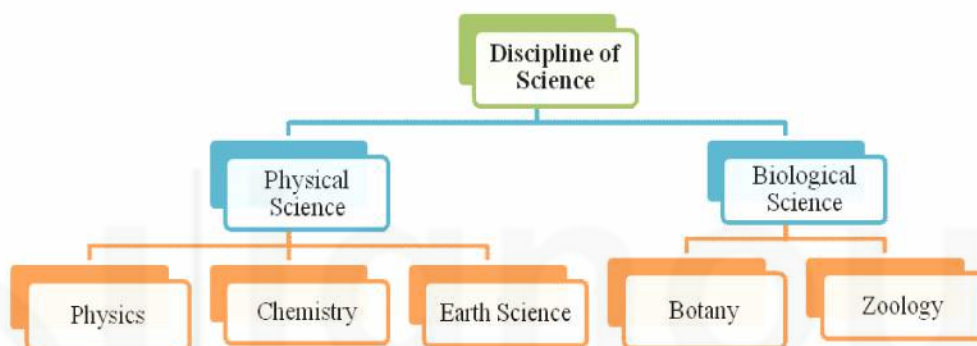 Discipline of
Science
Physical
Science
Biological
Science
Physics
Chemistry
Earth Science
Botany
Zoology